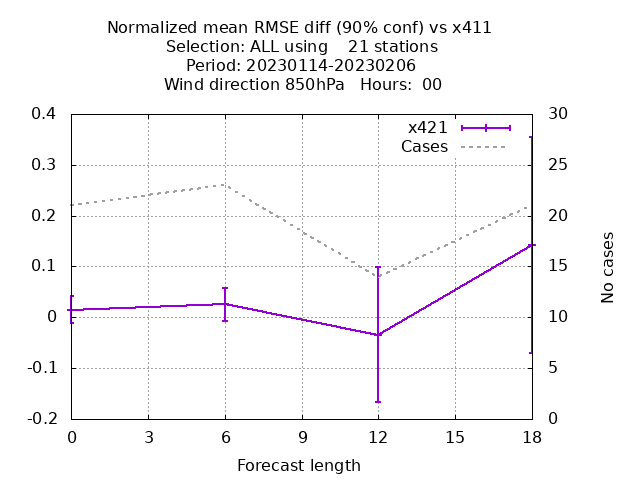 Normalized mean RMSE diff (90% conf) vs x411
Selection: ALL using    21 stations
Period: 20230114-20230206
Wind direction 850hPa   Hours:  00
0.4
0.3
0.2
0.1
0
-0.1
-0.2
30
25
20
15
10
5
0
x421
Cases
No cases
0
3
6
9
12
15
18
Forecast length